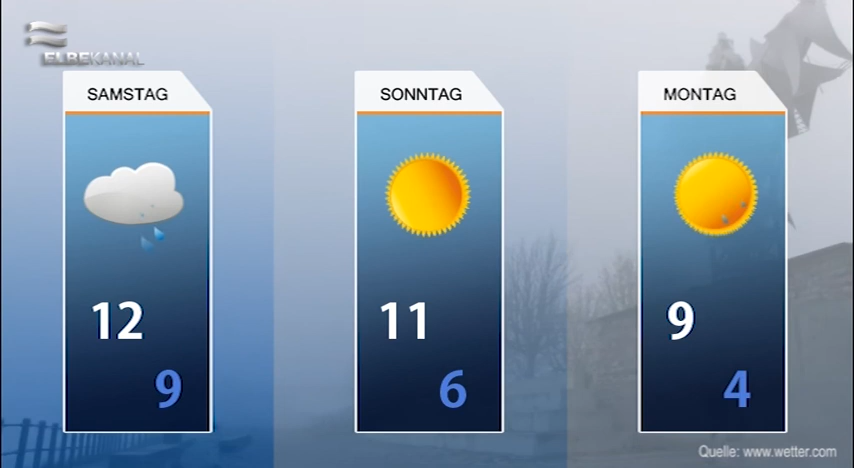 ELBEKANAL
SAMSTAG
SONNTAG
MONTAG
12
11
9
9
6
4
Quelle: www.wetter.com